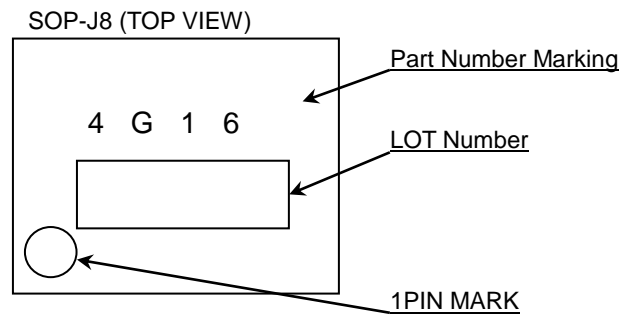 SOP-J8 (TOP VIEW)
Part Number Marking
4 G 1 6
LOT Number
1PIN MARK